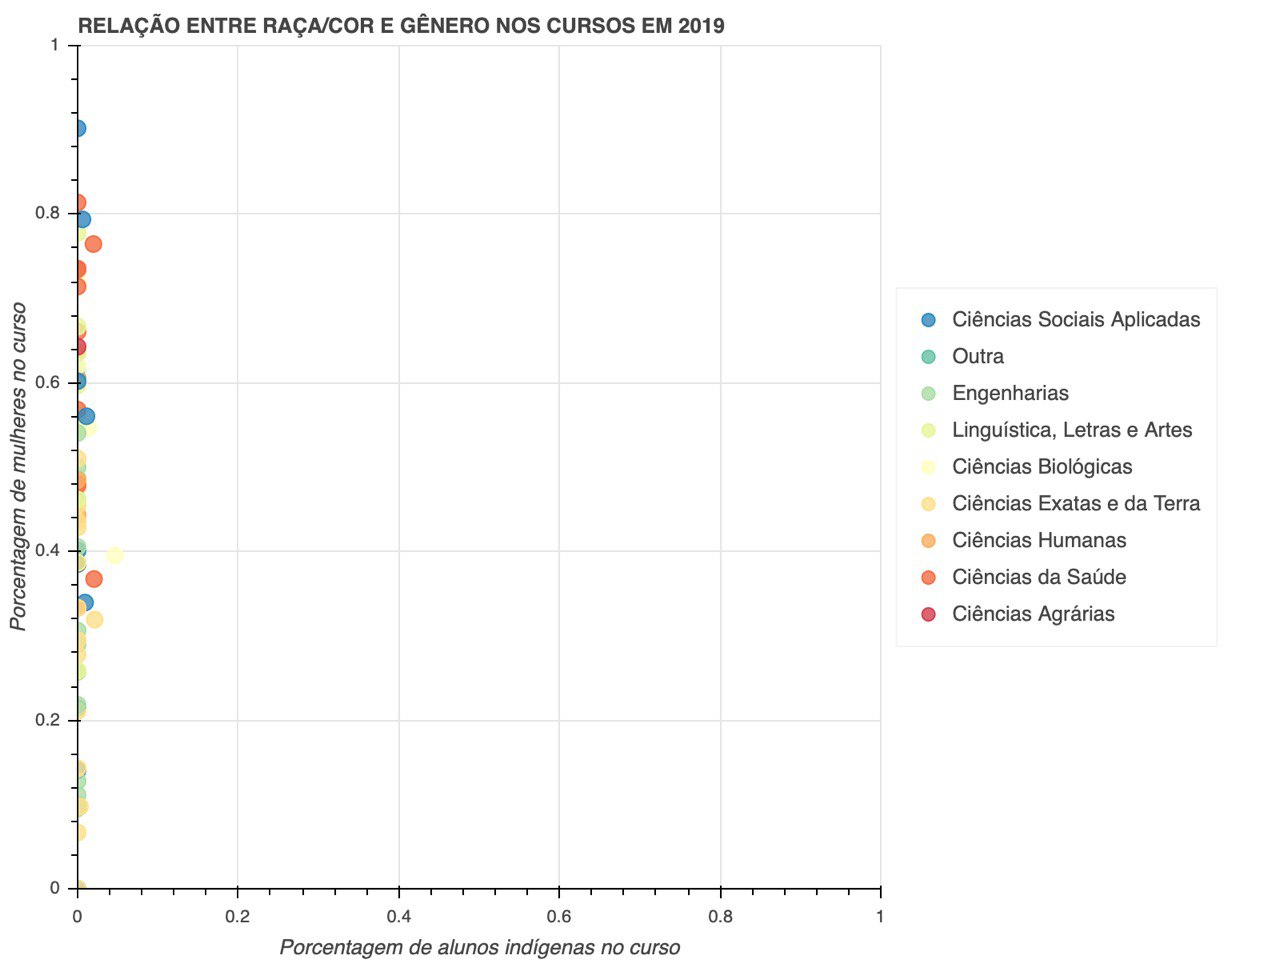 RELAÇÃO ENTRE RAÇA/COR E GÊNERO NOS CURSOS EM 2019
1
0.8
0.6
0.4
0.2
0
Porcentagem de mulheres no curso
0
0.2
0.4
0.6
0.8
1
Porcentagem de alunos indígenas no curso
Ciências Sociais Aplicadas
Outra
Engenharias
Linguística, Letras e Artes
Ciências Biológicas
Ciências Exatas e da Terra
Ciências Humanas
Ciências da Saúde
Ciências Agrárias